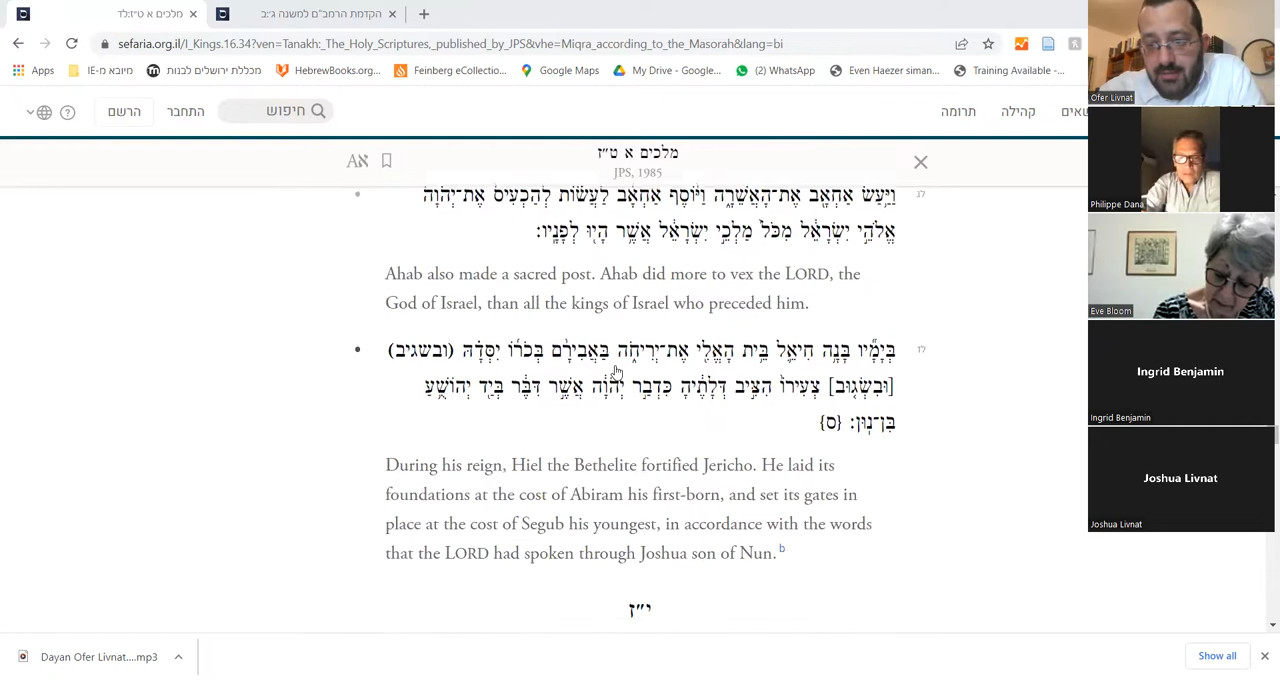 מלכים א ט״ז:לד
הקדמת הרמב"ם למשנה ג׳:ב
sefaria.org.il/I_Kings.16.34?ven=Tanakh:_The_Holy_Scriptures,_published_by_JPS&vhe=Miqra_according_to_the_Masorah&lang=bi
Apps
מיובא מ-IE
מכללת ירושלים לבנות
HebrewBooks.org...
Feinberg eCollectio...
Google Maps
My Drive - Google...
(2) WhatsApp
Even Haezer siman...
Training Available -...
הרשם
התחבר
חיפוש
תרומה
קהילה
מלכים א ט״ז
JPS, 1985
לג
וַיַּ֥עַשׂ אַחְאָ֖ב אֶת־הָאֲשֵׁרָ֑ה וַיּ֨וֹסֶף אַחְאָ֜ב לַעֲשׂ֗וֹת לְהַכְעִיס֙ אֶת־יְהֹוָה֙
אֱלֹהֵ֣י יִשְׂרָאֵ֔ל מִכֹּל֙ מַלְכֵ֣י יִשְׂרָאֵ֔ל אֲשֶׁ֥ר הָי֖וּ לְפָנָֽיו׃
Ahab also made a sacred post. Ahab did more to vex the LORD, the
God of Israel, than all the kings of Israel who preceded him.
לד
בְּיָמָ֞יו בָּנָ֥ה חִיאֵ֛ל בֵּ֥ית הָאֱלִ֖י אֶת־יְרִיחֹ֑ה בַּאֲבִירָ֨ם בְּכֹר֜וֹ יִסְּדָ֗הּ (ובשגיב)
[וּבִשְׂג֤וּב] צְעִירוֹ֙ הִצִּ֣יב דְּלָתֶ֔יהָ כִּדְבַ֣ר יְהֹוָ֔ה אֲשֶׁ֣ר דִּבֶּ֔ר בְּיַ֖ד יְהוֹשֻׁ֥עַ
בִּן־נֽוּן׃ {ס}
During his reign, Hiel the Bethelite fortified Jericho. He laid its
foundations at the cost of Abiram his first-born, and set its gates in
place at the cost of Segub his youngest, in accordance with the words
that the LORD had spoken through Joshua son of Nun. b
י״ז
Dayan Ofer Livnat....mp3
Show all
Ofer Livnat
Philippe Dana
Eve Bloom
Ingrid Benjamin
Ingrid Benjamin
Joshua Livnat
Joshua Livnat